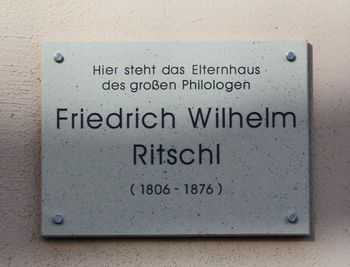 Hier steht das Elternhaus
des großen Philologen
Friedrich Wilhelm
Ritschl
( 1806 - 1876 )